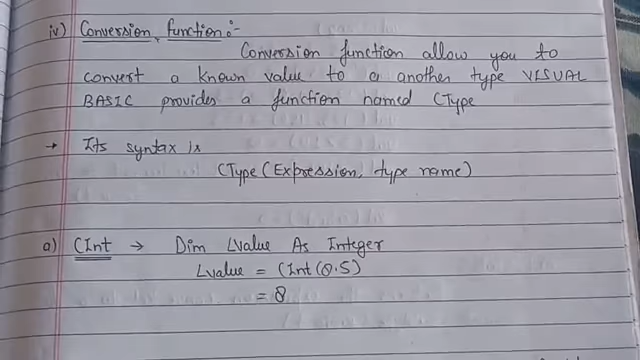 iv) Conversion function :-
Conversion function allow you to
convert a known value to a another type VISUAL
BASIC provides a function named CType
→ Its syntax is
CType (Expression, type name)
a) CInt → Dim Lvalue As Integer
Lvalue = CInt (8.5)
= 8